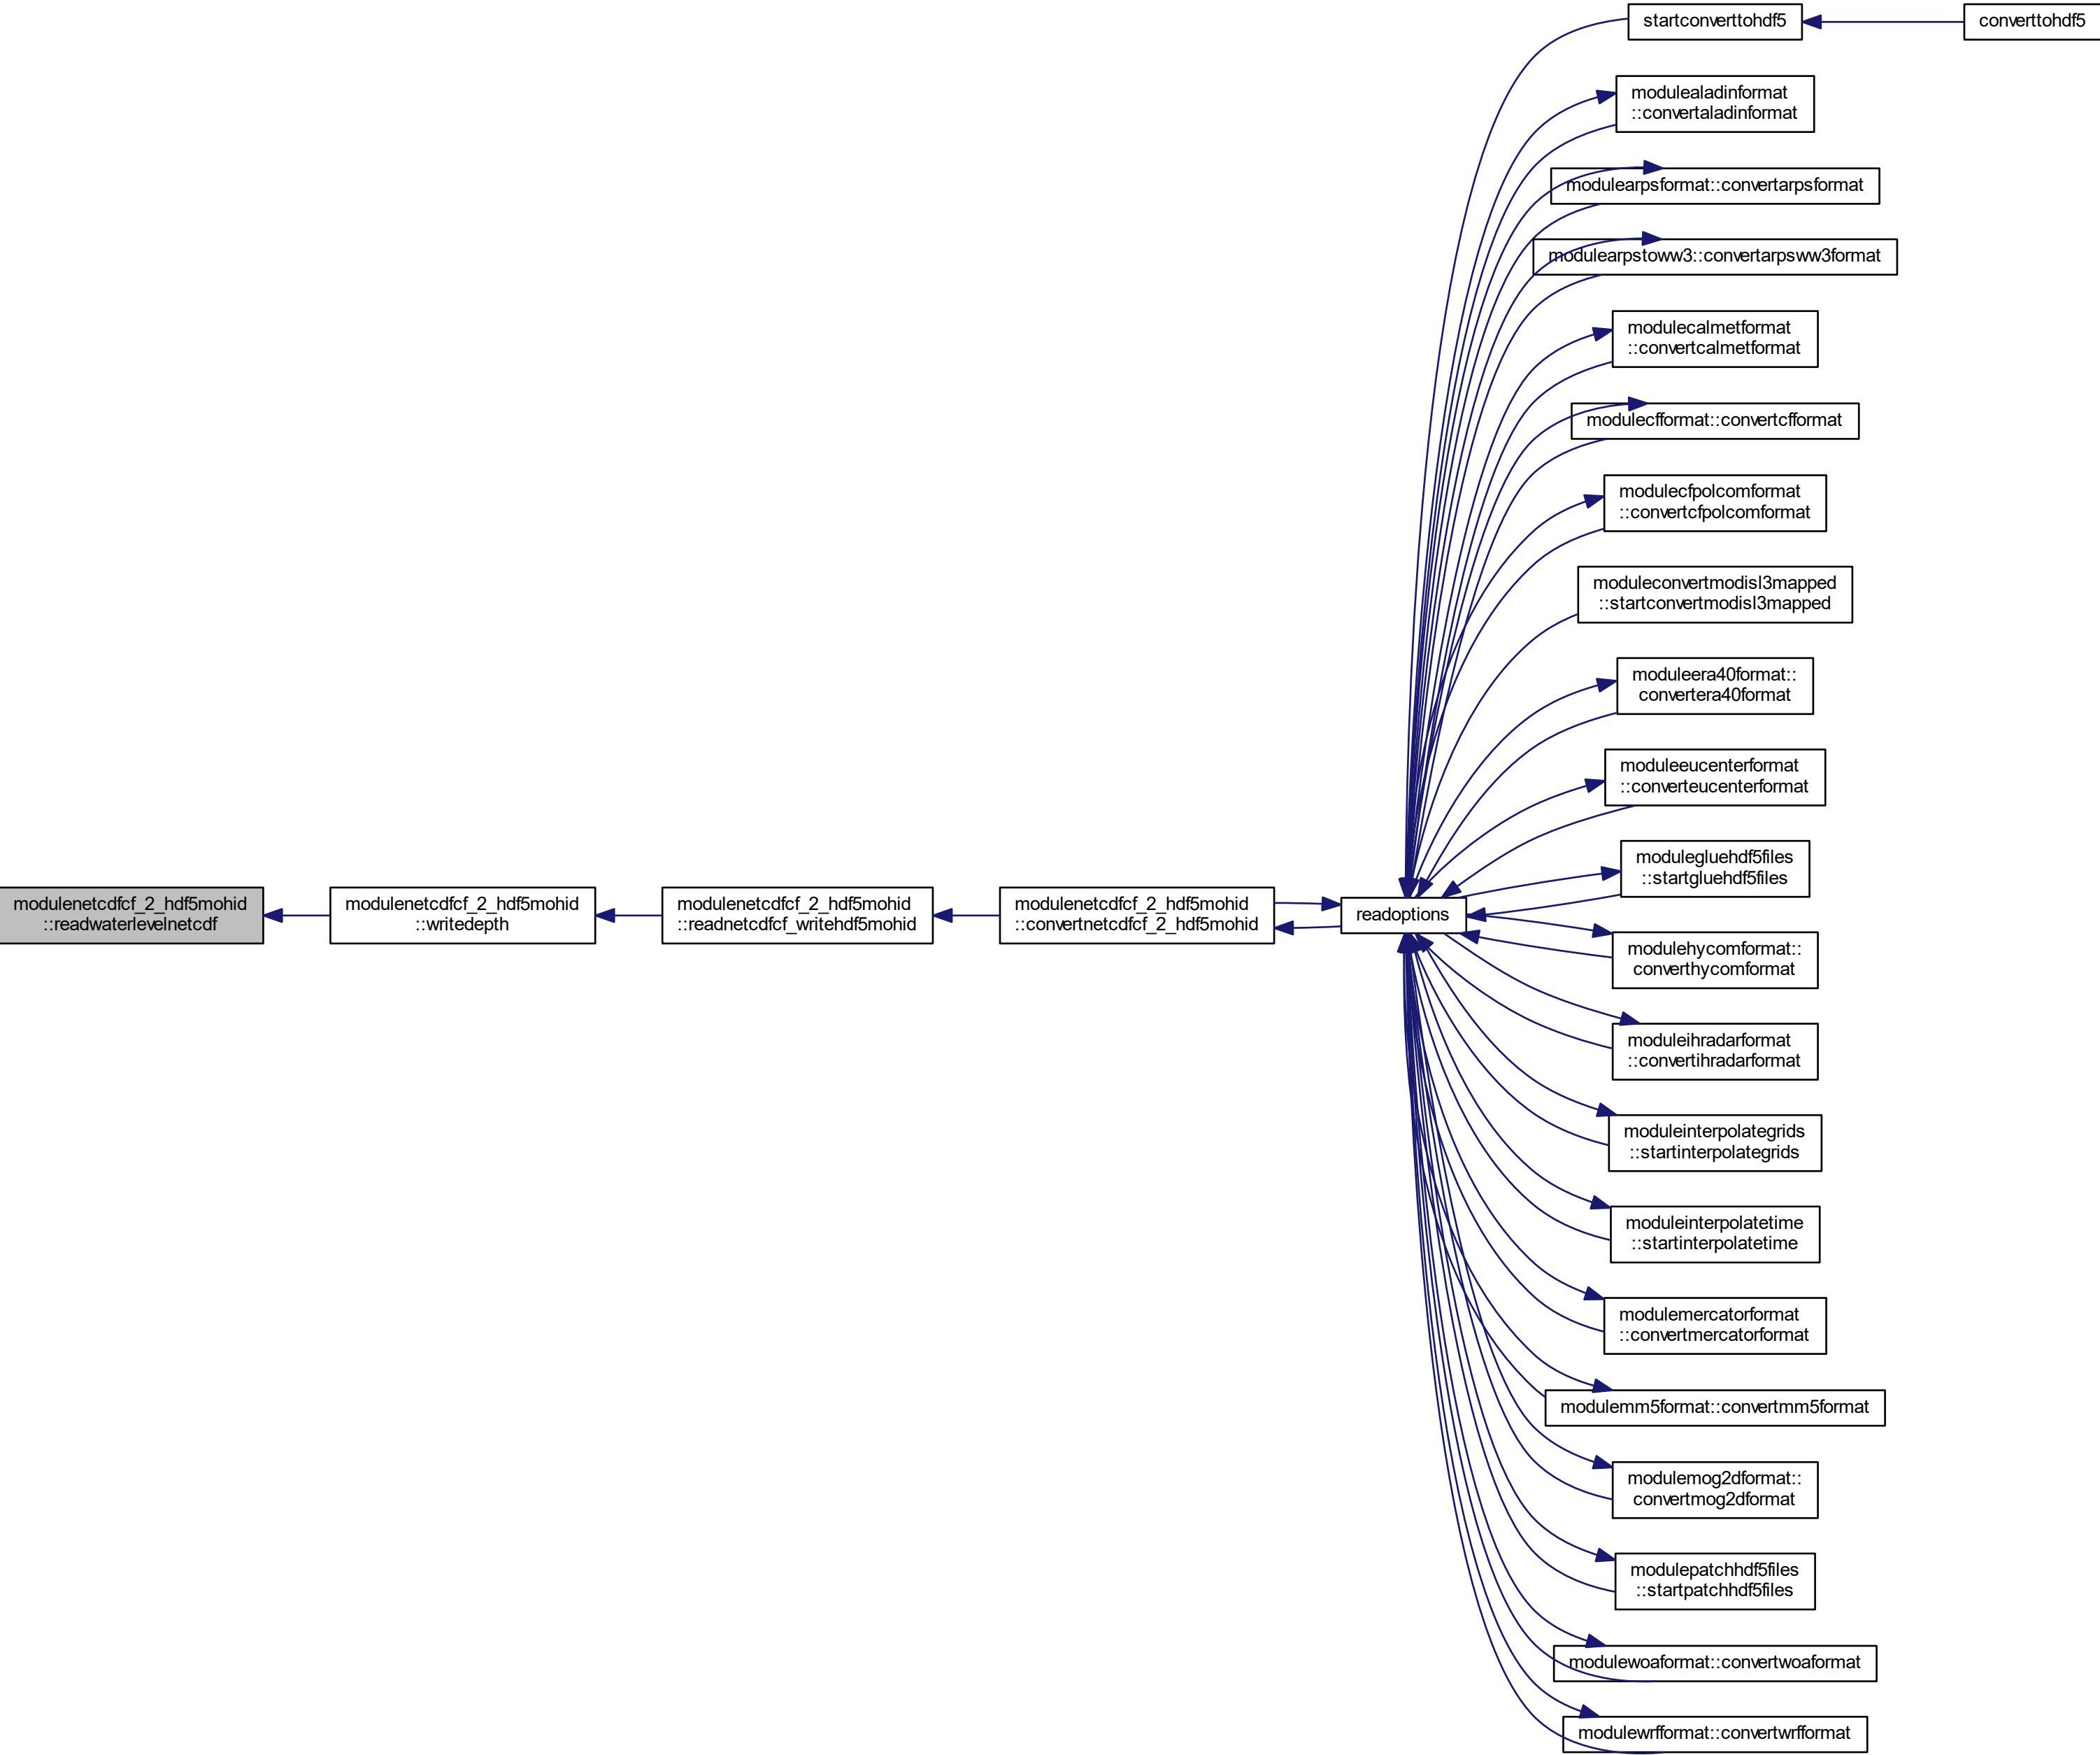 modulenetcdfcf_2_hdf5mohid
::readwaterlevelnetcdf
modulenetcdfcf_2_hdf5mohid
::writedepth
modulenetcdfcf_2_hdf5mohid
::readnetcdfcf_writehdf5mohid
modulenetcdfcf_2_hdf5mohid
::convertnetcdfcf_2_hdf5mohid
readoptions
startconverttohdf5
converttohdf5
modulealadinformat
::convertaladinformat
modulearpsformat::convertarpsformat
modulearpstoww3::convertarpsww3format
modulecalmetformat
::convertcalmetformat
modulecfformat::convertcfformat
modulecfpolcomformat
::convertcfpolcomformat
moduleconvertmodisl3mapped
::startconvertmodisl3mapped
moduleera40format::
convertera40format
moduleeucenterformat
::converteucenterformat
modulegluehdf5files
::startgluehdf5files
modulehycomformat::
converthycomformat
moduleihradarformat
::convertihradarformat
moduleinterpolategrids
::startinterpolategrids
moduleinterpolatetime
::startinterpolatetime
modulemercatorformat
::convertmercatorformat
modulemm5format::convertmm5format
modulemog2dformat::
convertmog2dformat
modulepatchhdf5files
::startpatchhdf5files
modulewoaformat::convertwoaformat
modulewrfformat::convertwrfformat